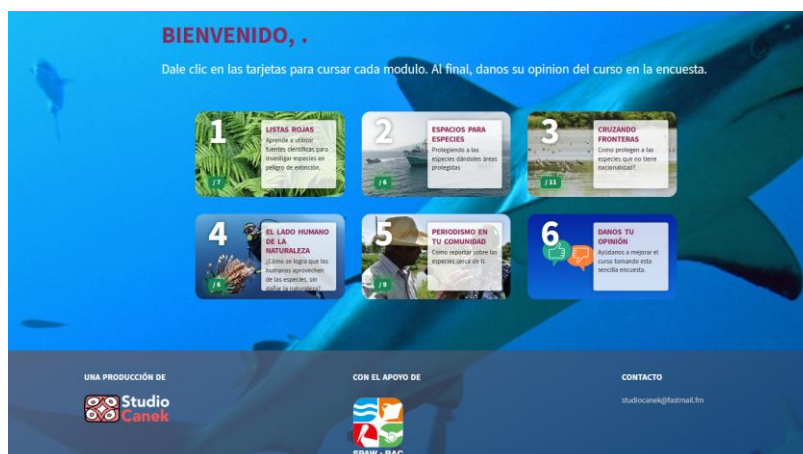 BIENVENIDO, .
Dale clic en las tarjetas para cursar cada modulo. Al final, danos su opinion del curso en la encuesta.
1
LISTAS ROJAS
Aprende a utilizar
fuentes científicas para
investigar especies en
peligro de extinción.
/ 7
2
ESPACIOS PARA
ESPECIES
Protegiendo a las
especies dándoles áreas
protegidas
/ 6
3
CRUZANDO
FRONTERAS
Como protegen a las
especies que no tiene
nacionalidad?
/ 11
4
EL LADO HUMANO
DE LA
NATURALEZA
¿Cómo se logra que los
humanos aprovechen
de las especies, sin
dañar la naturaleza?
/ 6
5
PERIODISMO EN
TU COMUNIDAD
Como reportar sobre las
especies cerca de ti.
/ 9
6
DANOS TU
OPINIÓN
Ayúdanos a mejorar el
curso tomando esta
sencilla encuesta.
UNA PRODUCCIÓN DE
Studio
Canek
CON EL APOYO DE
SPAW - RAC
CONTACTO
studiocanek@fastmail.fm